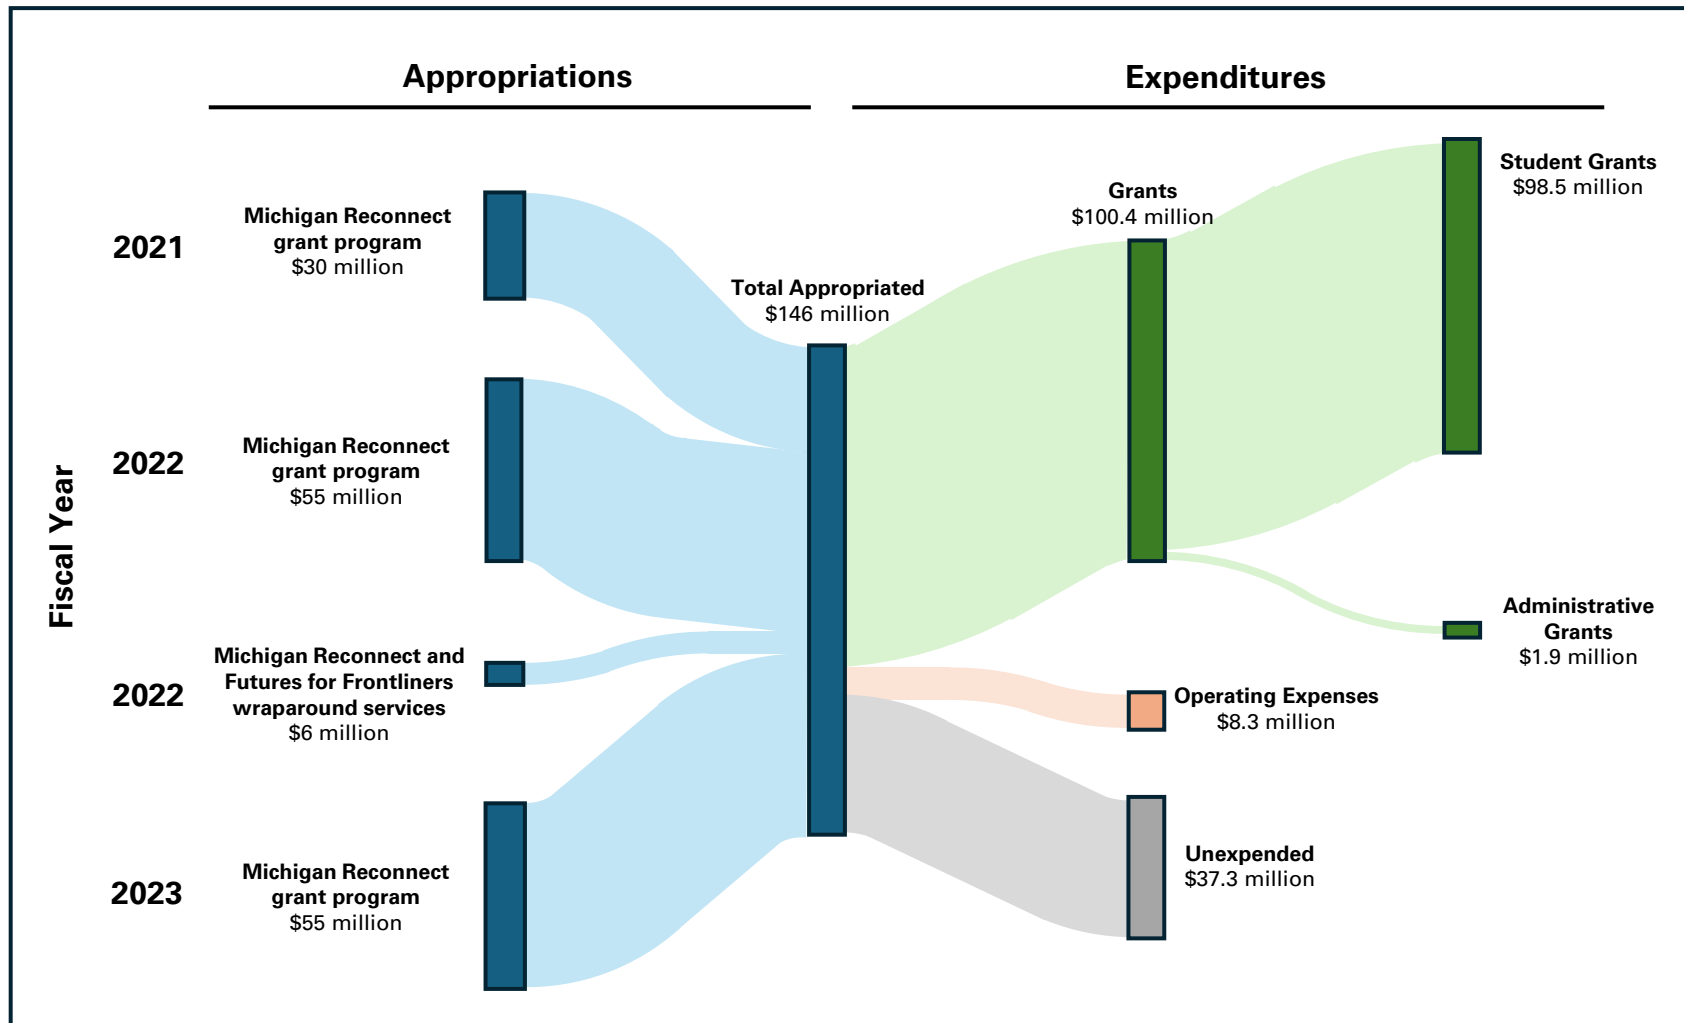 Appropriations
Expenditures
Fiscal Year
2021
Michigan Reconnect
grant program
$30 million
2022
Michigan Reconnect
grant program
$55 million
2022
Michigan Reconnect and
Futures for Frontliners
wraparound services
$6 million
2023
Michigan Reconnect
grant program
$55 million
Total Appropriated
$146 million
Grants
$100.4 million
Student Grants
$98.5 million
Administrative
Grants
$1.9 million
Operating Expenses
$8.3 million
Unexpended
$37.3 million